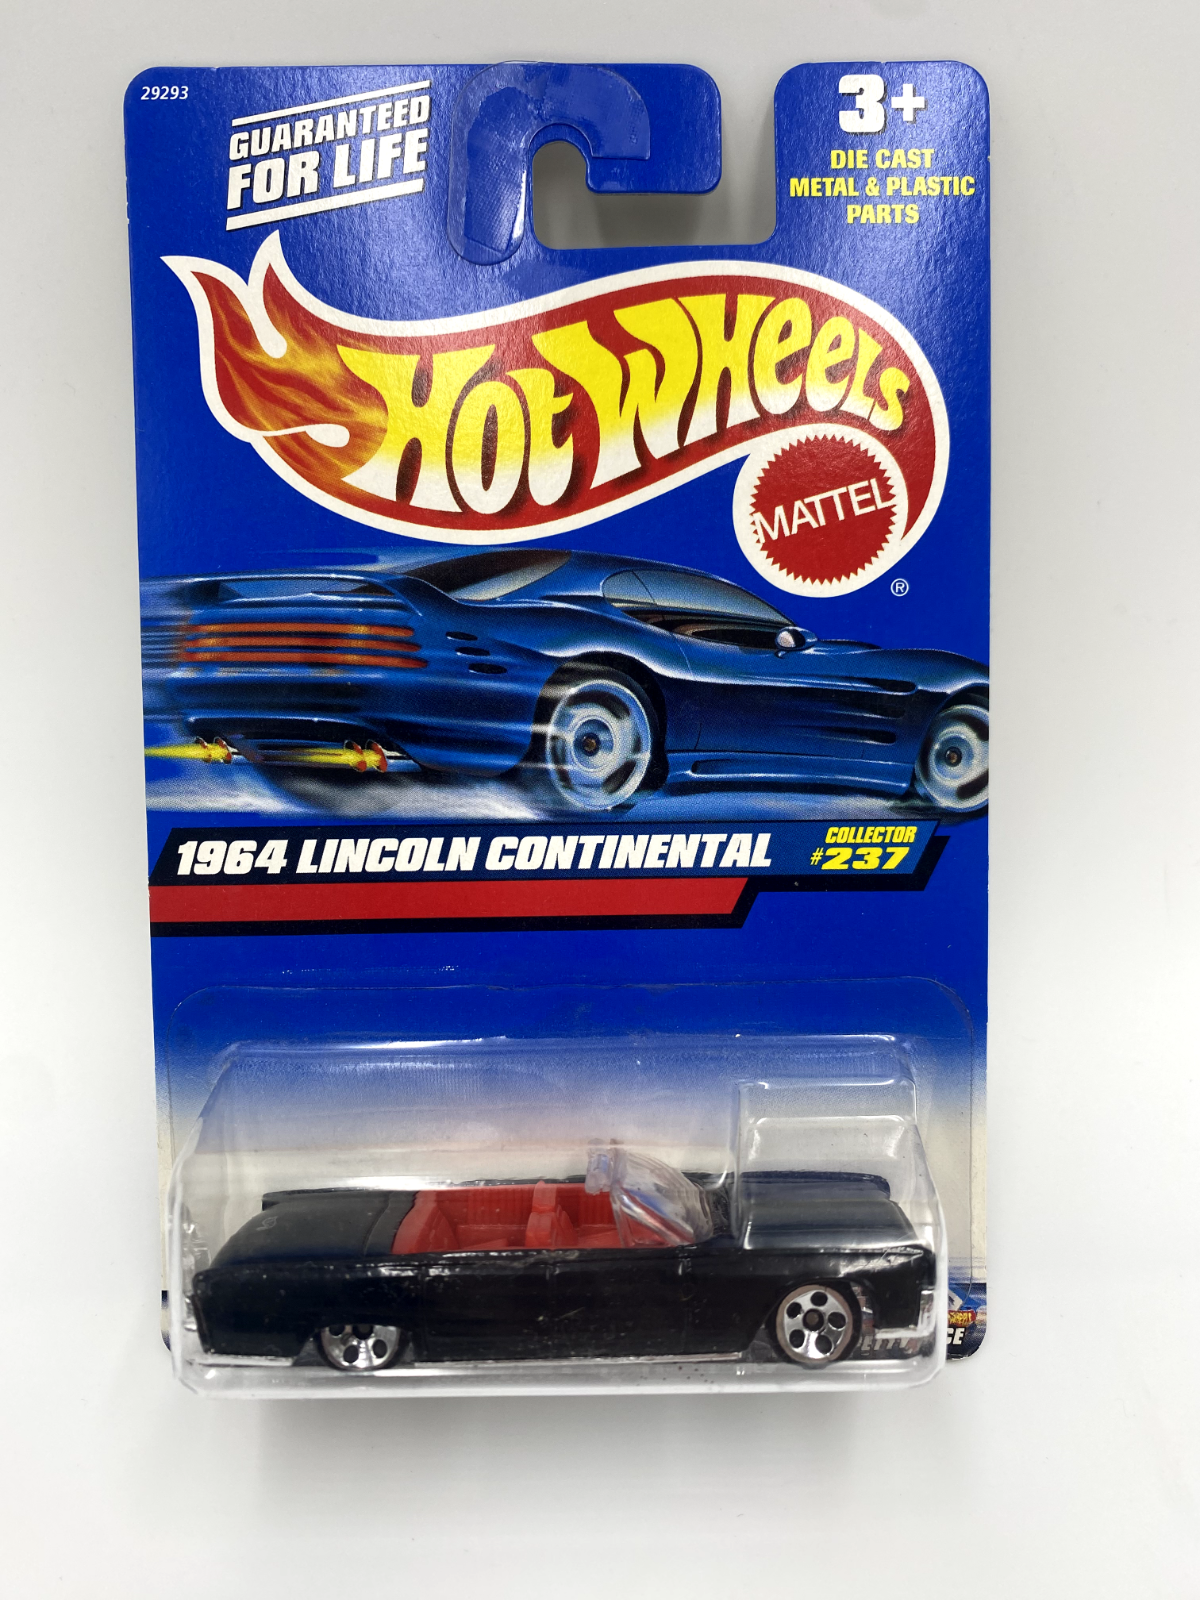 29293
GUARANTEED
FOR LIFE
3+
DIE CAST
METAL & PLASTIC
PARTS
HOT WHEELS
MATTEL
®
1964 LINCOLN CONTINENTAL
COLLECTOR
#237